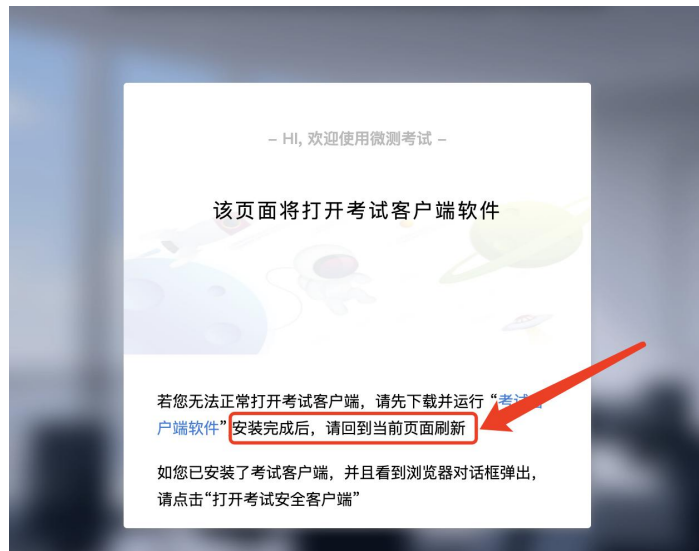 – HI, 欢迎使用微测考试 –
该页面将打开考试客户端软件
若您无法正常打开考试客户端，请先下载并运行 “考试
户端软件” 安装完成后，请回到当前页面刷新
如您已安装了考试客户端，并且看到浏览器对话框弹出，
请点击“打开考试安全客户端”